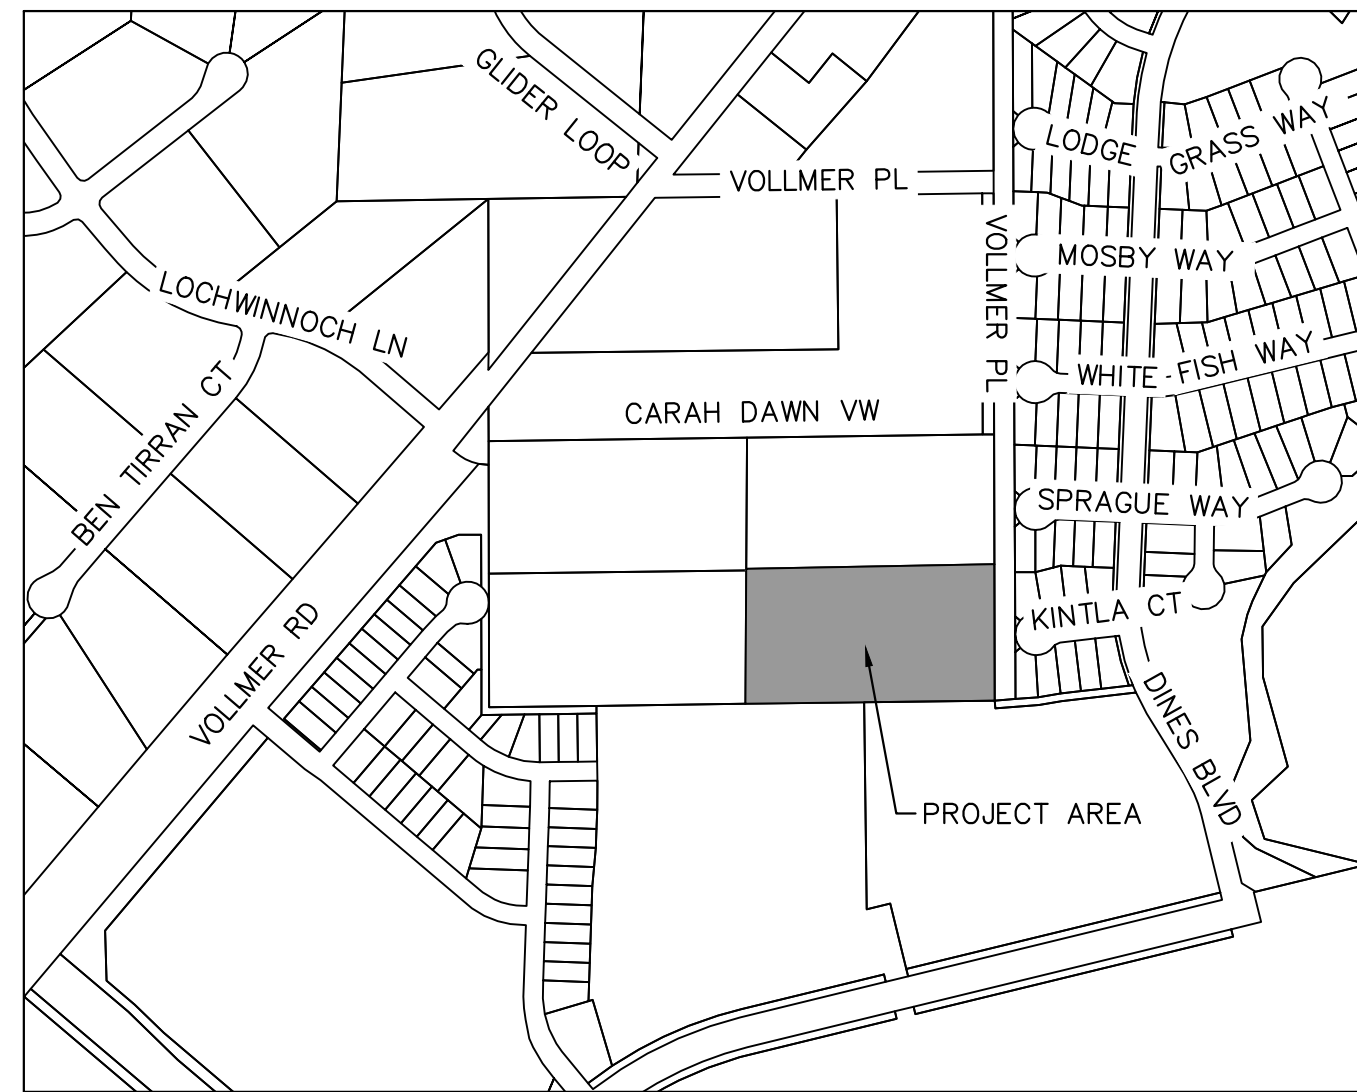 GLIDER LOOP
LODGE GRASS WAY
VOLLMER PL
VOLLMER PL
MOSBY WAY
LOCHWINNOCH LN
WHITE FISH WAY
BEN TIRRAN CT
CARAH DAWN VW
SPRAGUE WAY
KINTLA CT
VOLLMER RD
DINES BLVD
PROJECT AREA